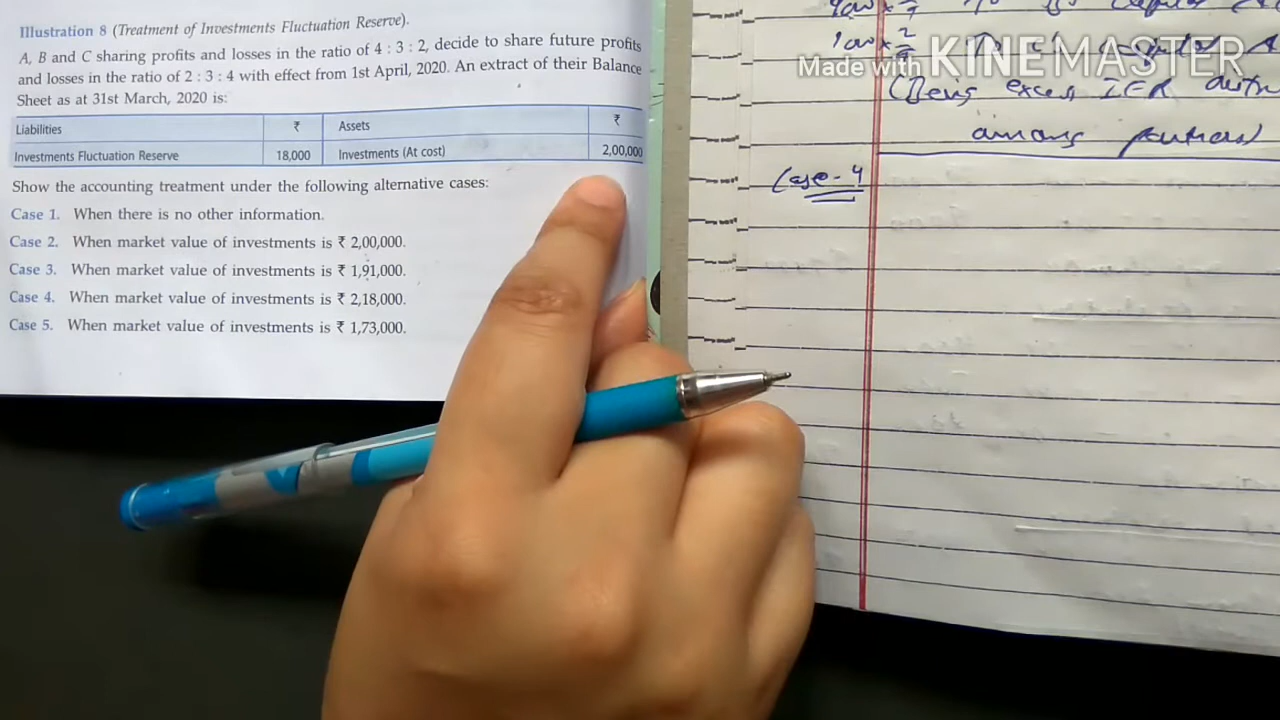 Illustration 8 (Treatment of Investments Fluctuation Reserve).
A, B and C sharing profits and losses in the ratio of 4 : 3 : 2, decide to share future profits
and losses in the ratio of 2 : 3 : 4 with effect from 1st April, 2020. An extract of their Balance
Sheet as at 31st March, 2020 is:
Liabilities ₹ Assets ₹
Investments Fluctuation Reserve 18,000 Investments (At cost) 2,00,000
Show the accounting treatment under the following alternative cases:
Case 1. When there is no other information.
Case 2. When market value of investments is ₹ 2,00,000.
Case 3. When market value of investments is ₹ 1,91,000.
Case 4. When market value of investments is ₹ 2,18,000.
Case 5. When market value of investments is ₹ 1,73,000.
Made with KINEMASTER
(Being excess IFR
among partners)
Case-4